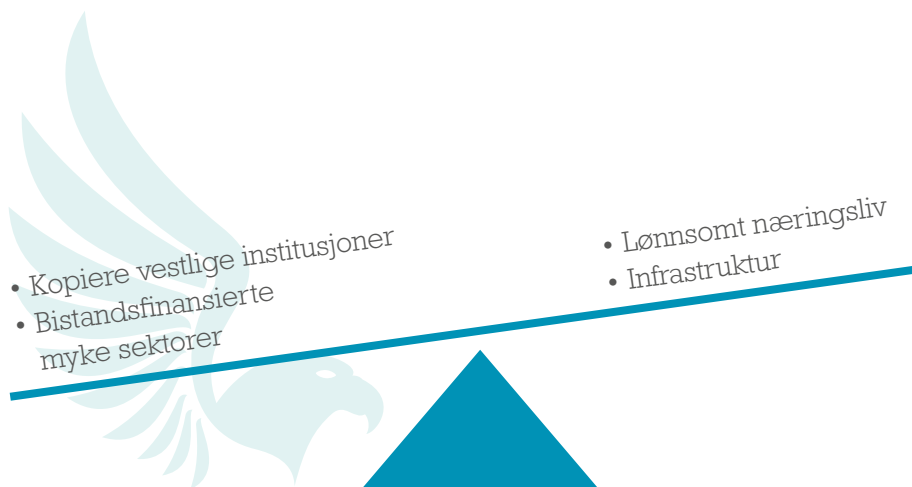 • Kopiere vestlige institusjoner
• Bistandsfinansierte
myke sektorer
• Lønnsomt næringsliv
• Infrastruktur